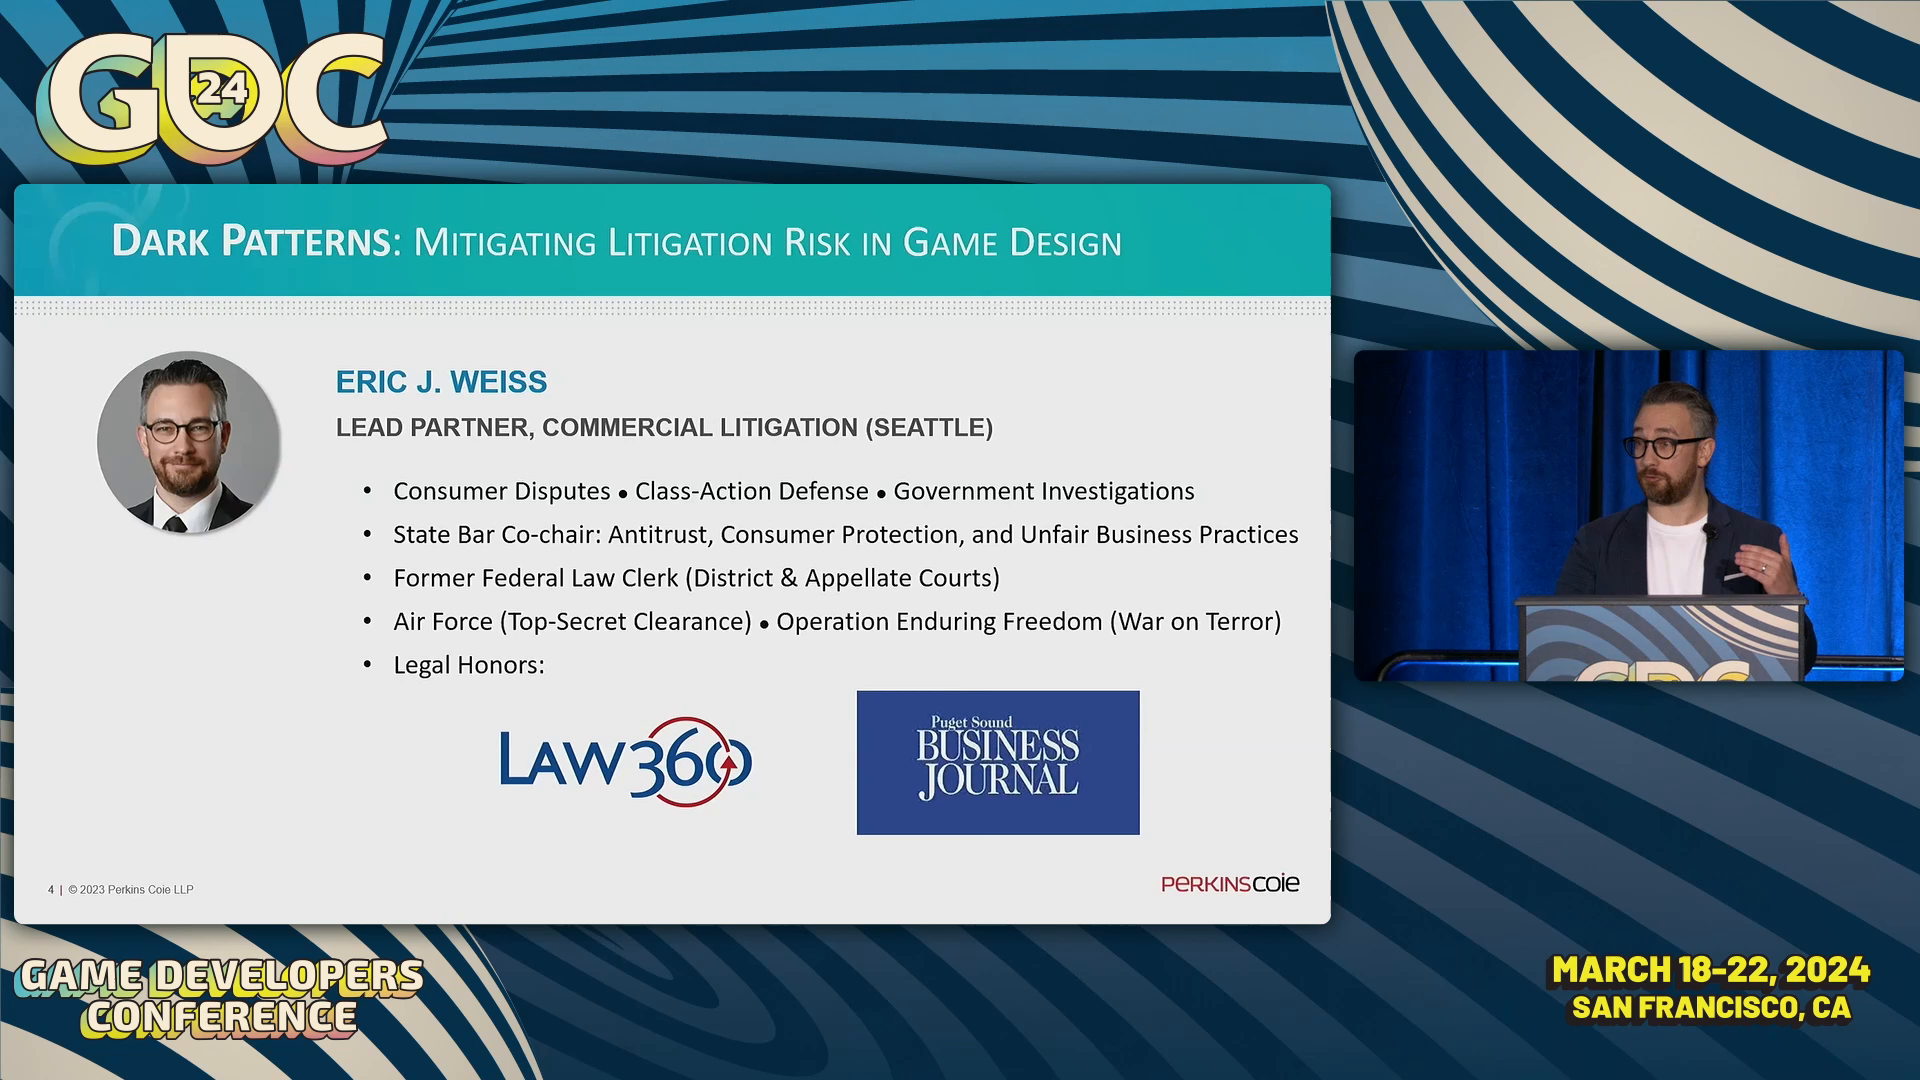 GDC
24
DARK PATTERNS: MITIGATING LITIGATION RISK IN GAME DESIGN
ERIC J. WEISS
LEAD PARTNER, COMMERCIAL LITIGATION (SEATTLE)
• Consumer Disputes • Class-Action Defense • Government Investigations
• State Bar Co-chair: Antitrust, Consumer Protection, and Unfair Business Practices
• Former Federal Law Clerk (District & Appellate Courts)
• Air Force (Top-Secret Clearance) • Operation Enduring Freedom (War on Terror)
• Legal Honors:
LAW360
Puget Sound
BUSINESS
JOURNAL
4 | © 2023 Perkins Coie LLP
PERKINSCOIE
GDC
GAME DEVELOPERS
CONFERENCE
MARCH 18-22, 2024
SAN FRANCISCO, CA